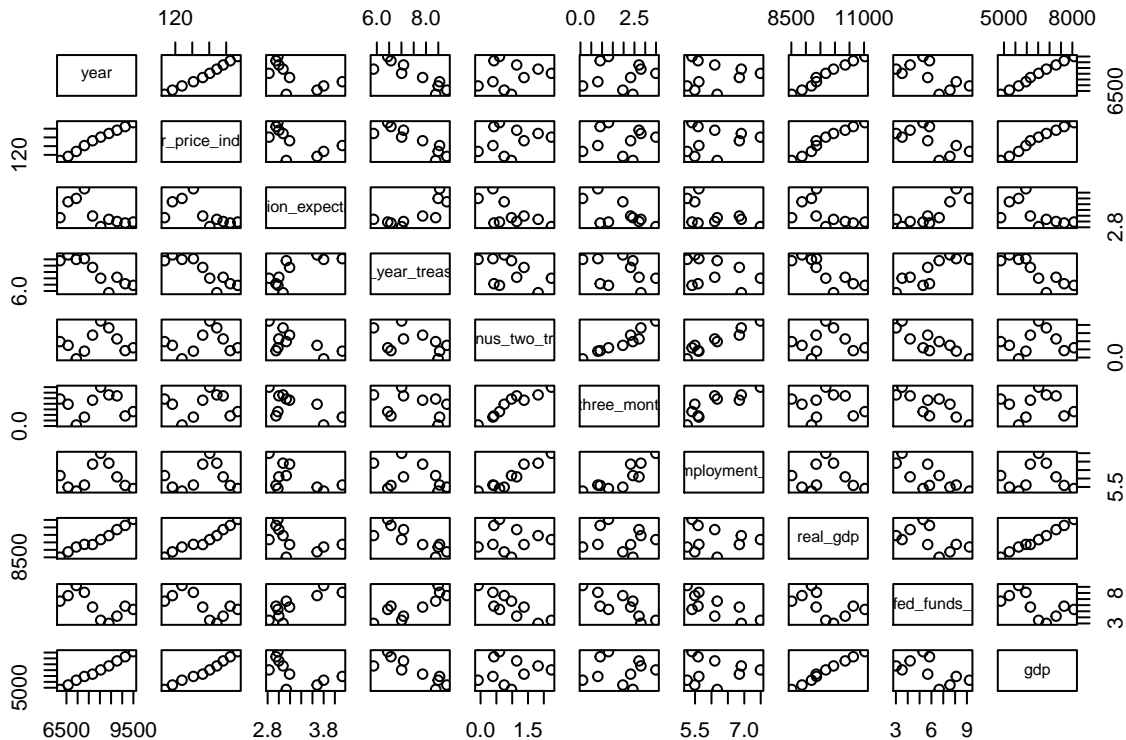 120 6.0 8.0 0.0 2.5 8500 11000 5000 8000
year 6500
120 r_price_ind
ion_expect 2.8
6.0 _year_treas
nus_two_tr 0.0
0.0 three_mont
mployment_ 5.5
8500 real_gdp
fed_funds_ 3 8
5000 gdp
6500 9500 2.8 3.8 0.0 1.5 5.5 7.0 3 6 9